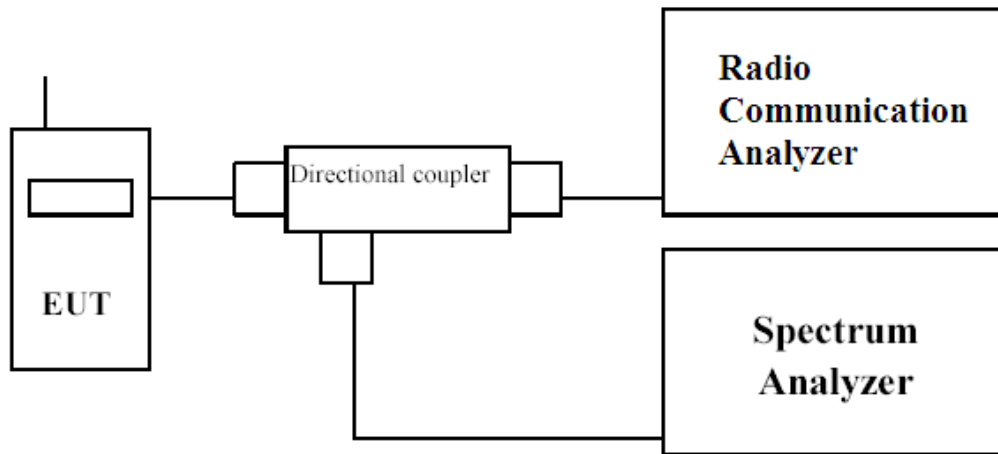 Radio
Communication
Analyzer
Directional coupler
EUT
Spectrum
Analyzer